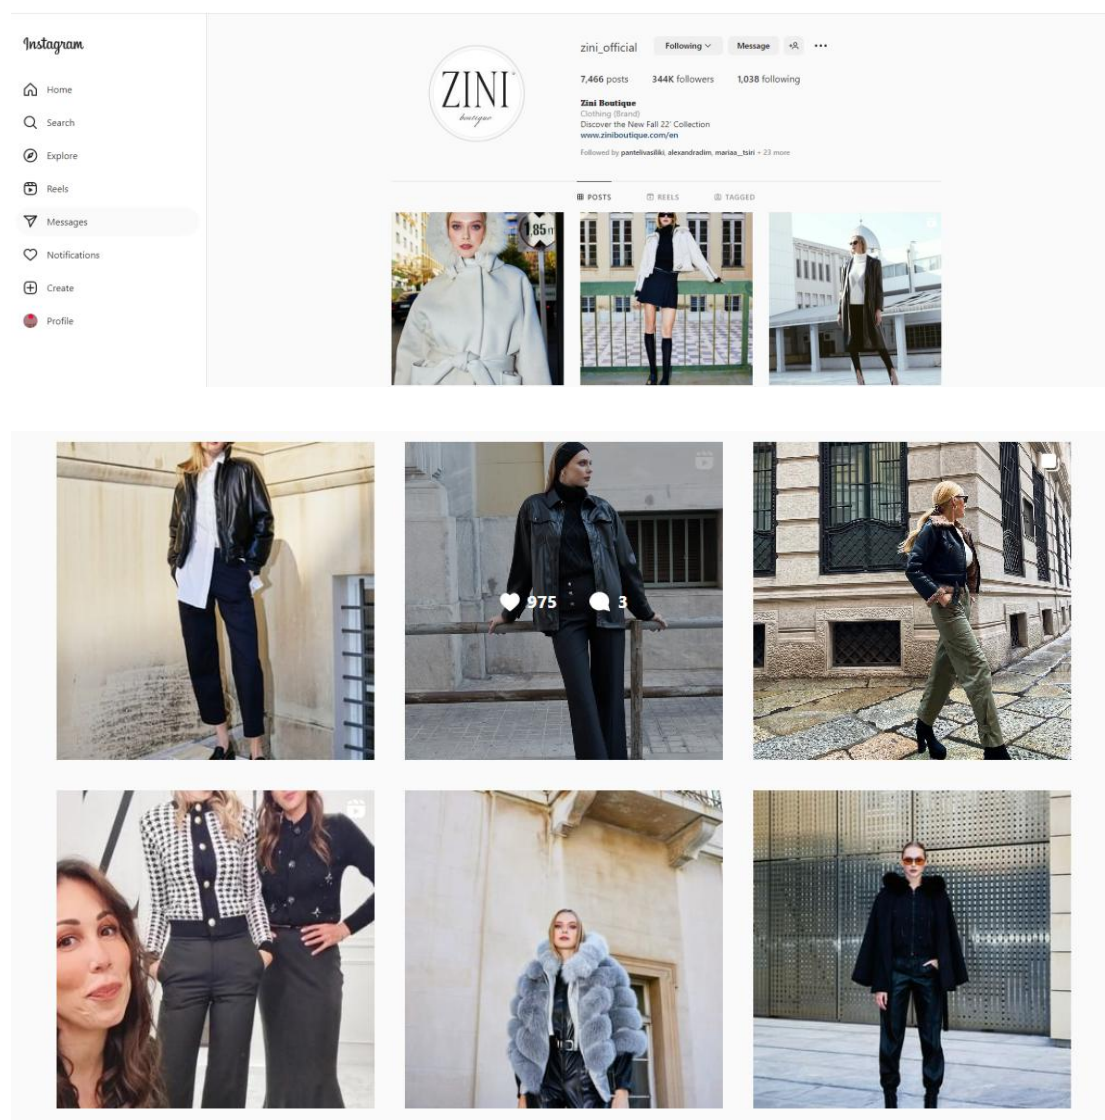 Instagram
Home
Search
Explore
Reels
Messages
Notifications
Create
Profile
ZINI
boutique
zini_official Following Message
7,466 posts 344K followers 1,038 following
Zini Boutique
Clothing (Brand)
Discover the New Fall 22' Collection
www.ziniboutique.com/en
Followed by pantelivasiliki, alexandradim, mariaa__tsiri + 23 more
POSTS REELS TAGGED
1,85 m
975 3